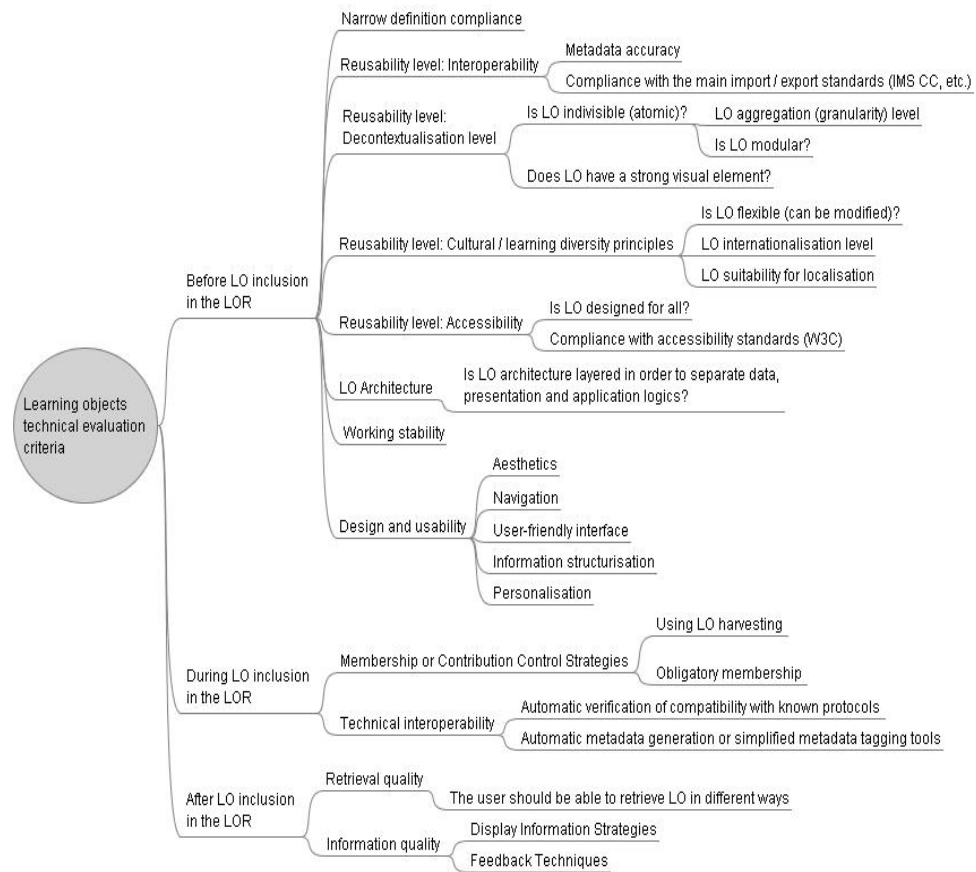 Learning objects
technical evaluation
criteria
Before LO inclusion
in the LOR
Narrow definition compliance
Reusability level: Interoperability
Metadata accuracy
Compliance with the main import / export standards (IMS CC, etc.)
Reusability level:
Decontextualisation level
Is LO indivisible (atomic)?
LO aggregation (granularity) level
Is LO modular?
Does LO have a strong visual element?
Reusability level: Cultural / learning diversity principles
Is LO flexible (can be modified)?
LO internationalisation level
LO suitability for localisation
Reusability level: Accessibility
Is LO designed for all?
Compliance with accessibility standards (W3C)
LO Architecture
Is LO architecture layered in order to separate data,
presentation and application logics?
Working stability
Design and usability
Aesthetics
Navigation
User-friendly interface
Information structurisation
Personalisation
During LO inclusion
in the LOR
Membership or Contribution Control Strategies
Using LO harvesting
Obligatory membership
Technical interoperability
Automatic verification of compatibility with known protocols
Automatic metadata generation or simplified metadata tagging tools
After LO inclusion
in the LOR
Retrieval quality
The user should be able to retrieve LO in different ways
Information quality
Display Information Strategies
Feedback Techniques